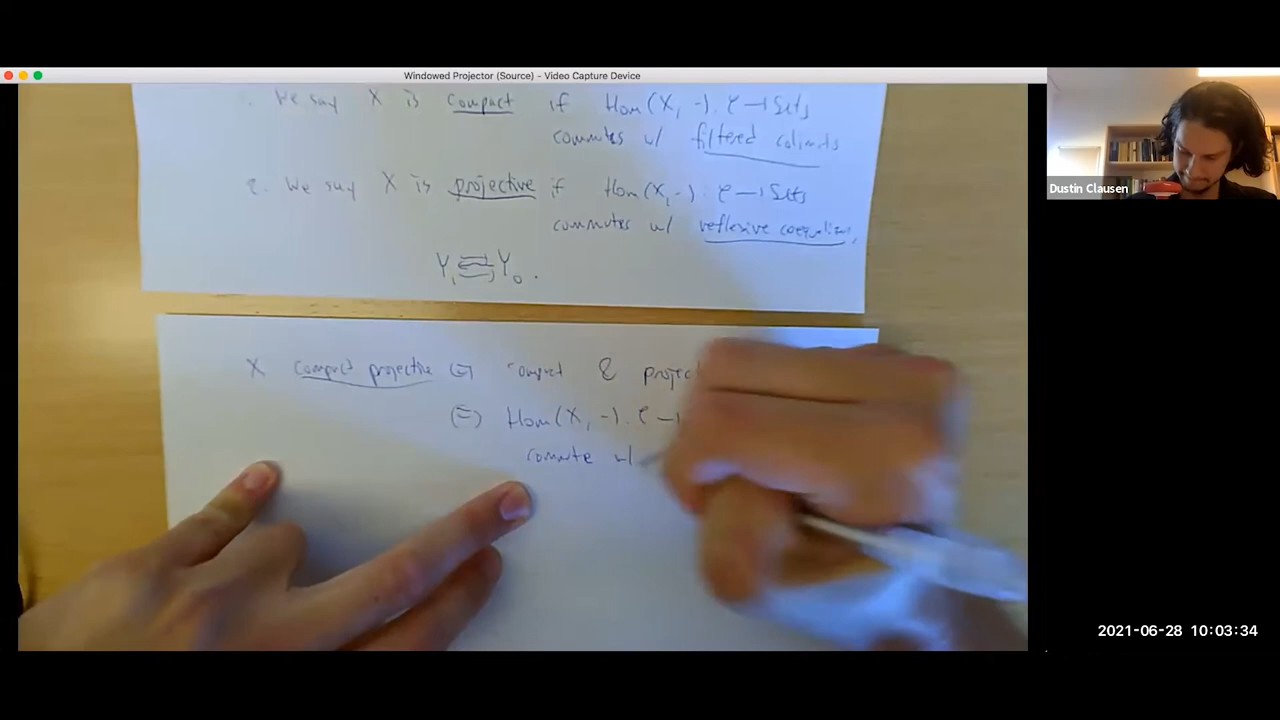 Windowed Projector (Source) - Video Capture Device
We say X is compact if Hom(X, -): C → Sets
commutes w/ filtered colimits
2. We say X is projective if Hom(X, -): C → Sets
commutes w/ reflexive
Y₁ Y₀.
X compact projective ⇔ compact & project
⇔ Hom(X, -): C →
commute w/
Dustin Clausen
2021-06-28 10:03:34